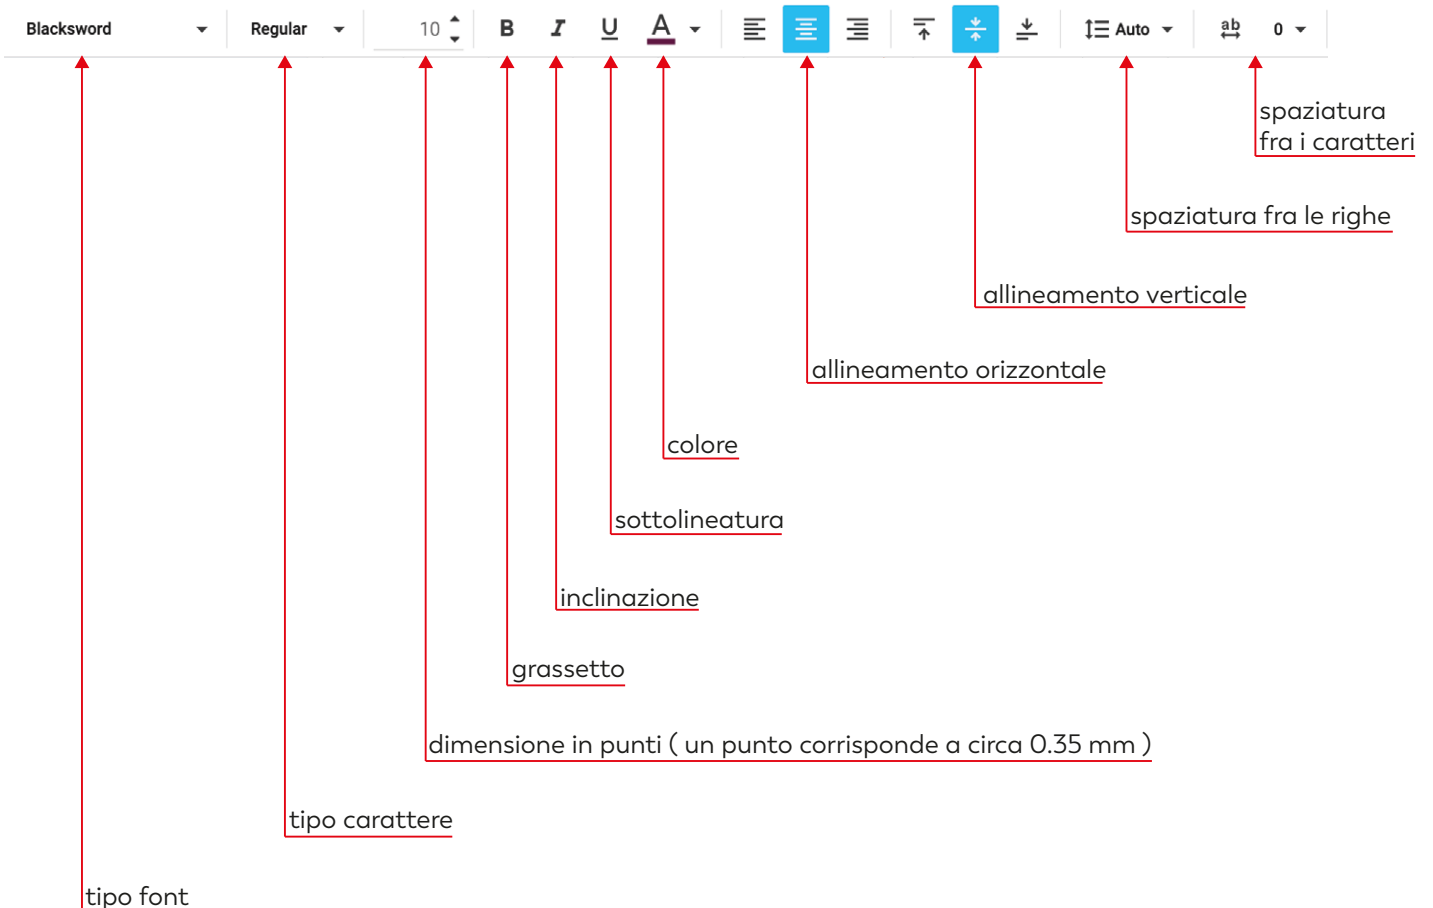 Blacksword Regular 10 B I U A Auto ab 0
spaziatura
fra i caratteri
spaziatura fra le righe
allineamento verticale
allineamento orizzontale
colore
sottolineatura
inclinazione
grassetto
dimensione in punti ( un punto corrisponde a circa 0.35 mm )
tipo carattere
tipo font